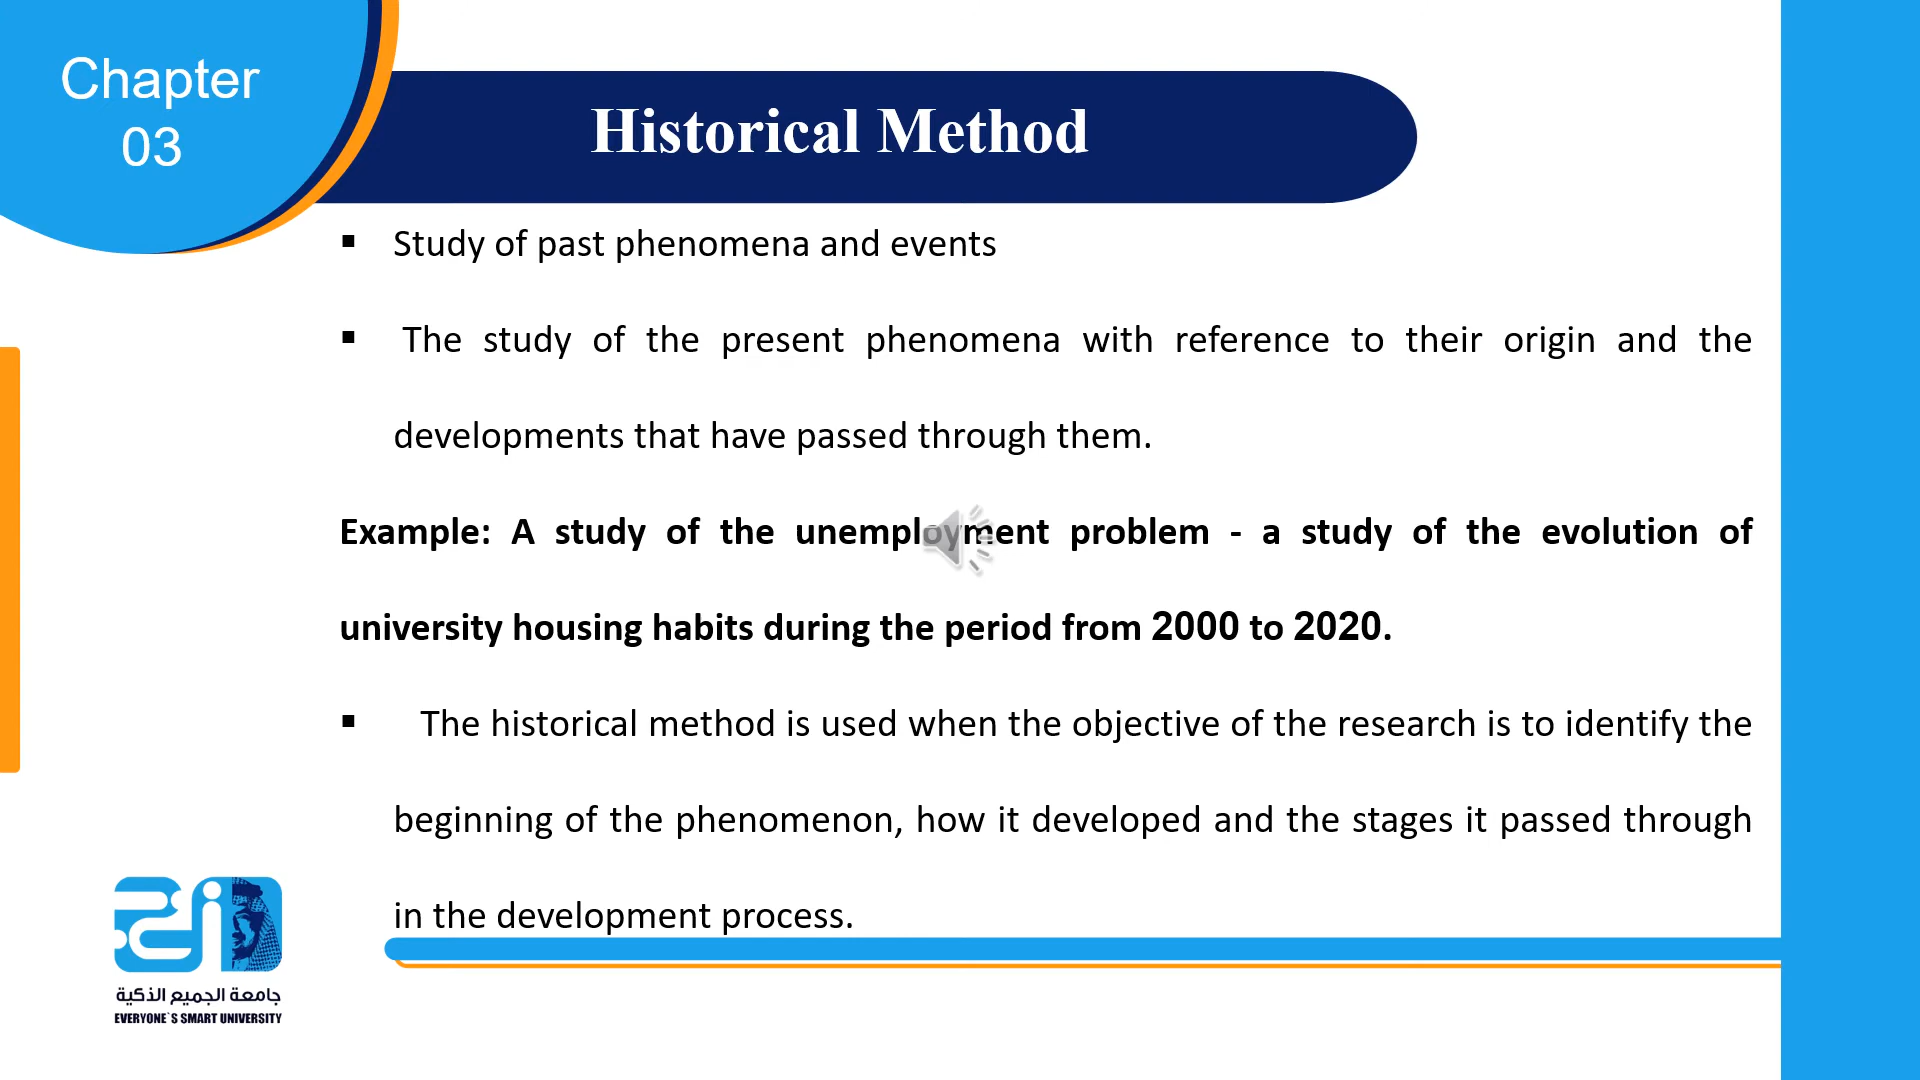 Chapter
03
Historical Method
▪ Study of past phenomena and events
▪ The study of the present phenomena with reference to their origin and the
developments that have passed through them.
Example: A study of the unemployment problem - a study of the evolution of
university housing habits during the period from 2000 to 2020.
▪ The historical method is used when the objective of the research is to identify the
beginning of the phenomenon, how it developed and the stages it passed through
in the development process.
جامعة الجميع الذكية
EVERYONE`S SMART UNIVERSITY